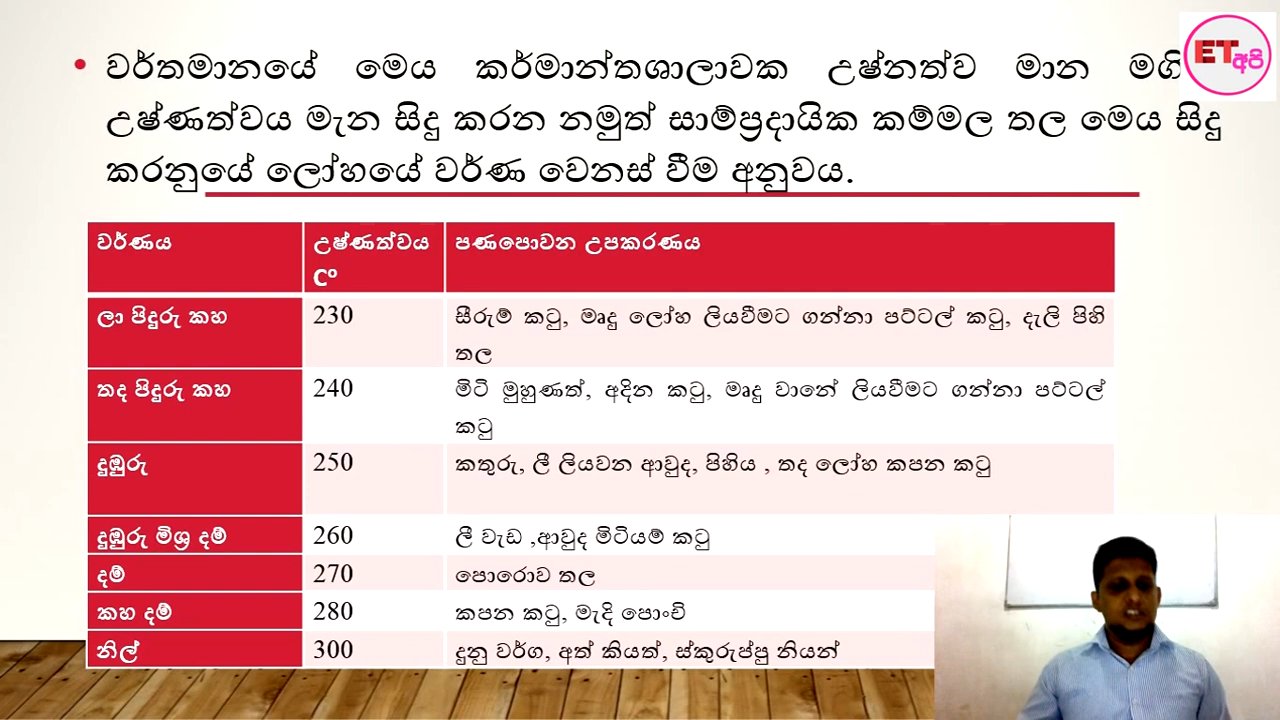 • වර්තමානයේ මෙය කර්මාන්තශාලාවක උෂ්නත්ව මාන මගි
උෂ්ණත්වය මැන සිදු කරන නමුත් සාම්ප්‍රදායික කම්මල තල මෙය සිදු
කරනුයේ ලෝහයේ වර්ණ වෙනස් වීම අනුවය.
ET අපි
වර්ණය උෂ්ණත්වය C⁰ පණපොවන උපකරණය
ලා පිදුරු කහ 230 සීරුම් කටු, මෘදු ලෝහ ලියවීමට ගන්නා පට්ටල් කටු, දැලි පිහි
තල
තද පිදුරු කහ 240 මිටි මුහුණත්, අදින කටු, මෘදු වානේ ලියවීමට ගන්නා පට්ටල්
කටු
දුඹුරු 250 කතුරු, ලී ලියවන ආවුද, පිහිය , තද ලෝහ කපන කටු
දුඹුරු මිශ්‍ර දම් 260 ලී වැඩ ,ආවුද මිටියම් කටු
දම් 270 පොරොව තල
කහ දම් 280 කපන කටු, මැදි පොංචි
නිල් 300 දුනු වර්ග, අත් කියත්, ස්කුරුප්පු නියන්